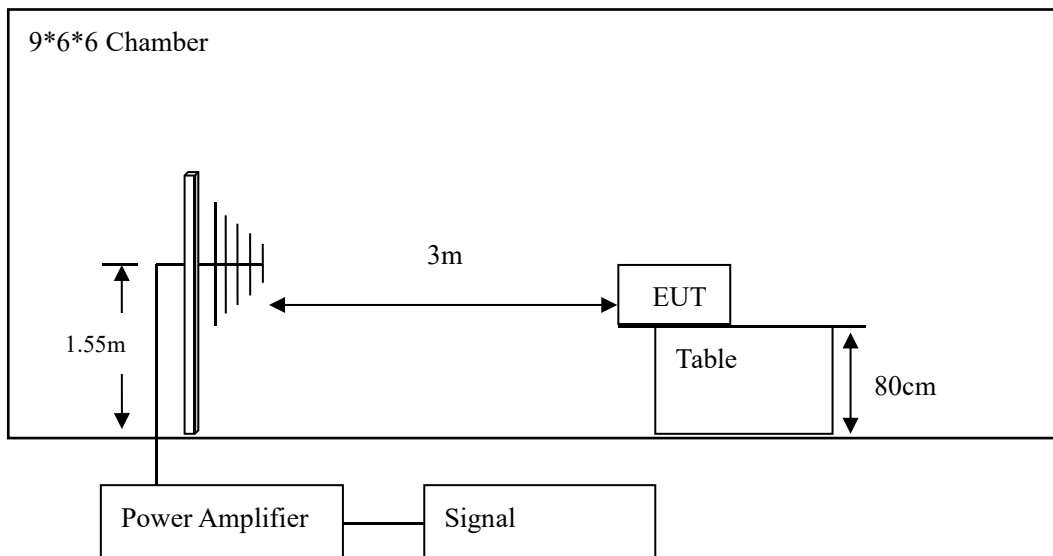 9*6*6 Chamber
3m
EUT
1.55m
Table
80cm
Power Amplifier
Signal